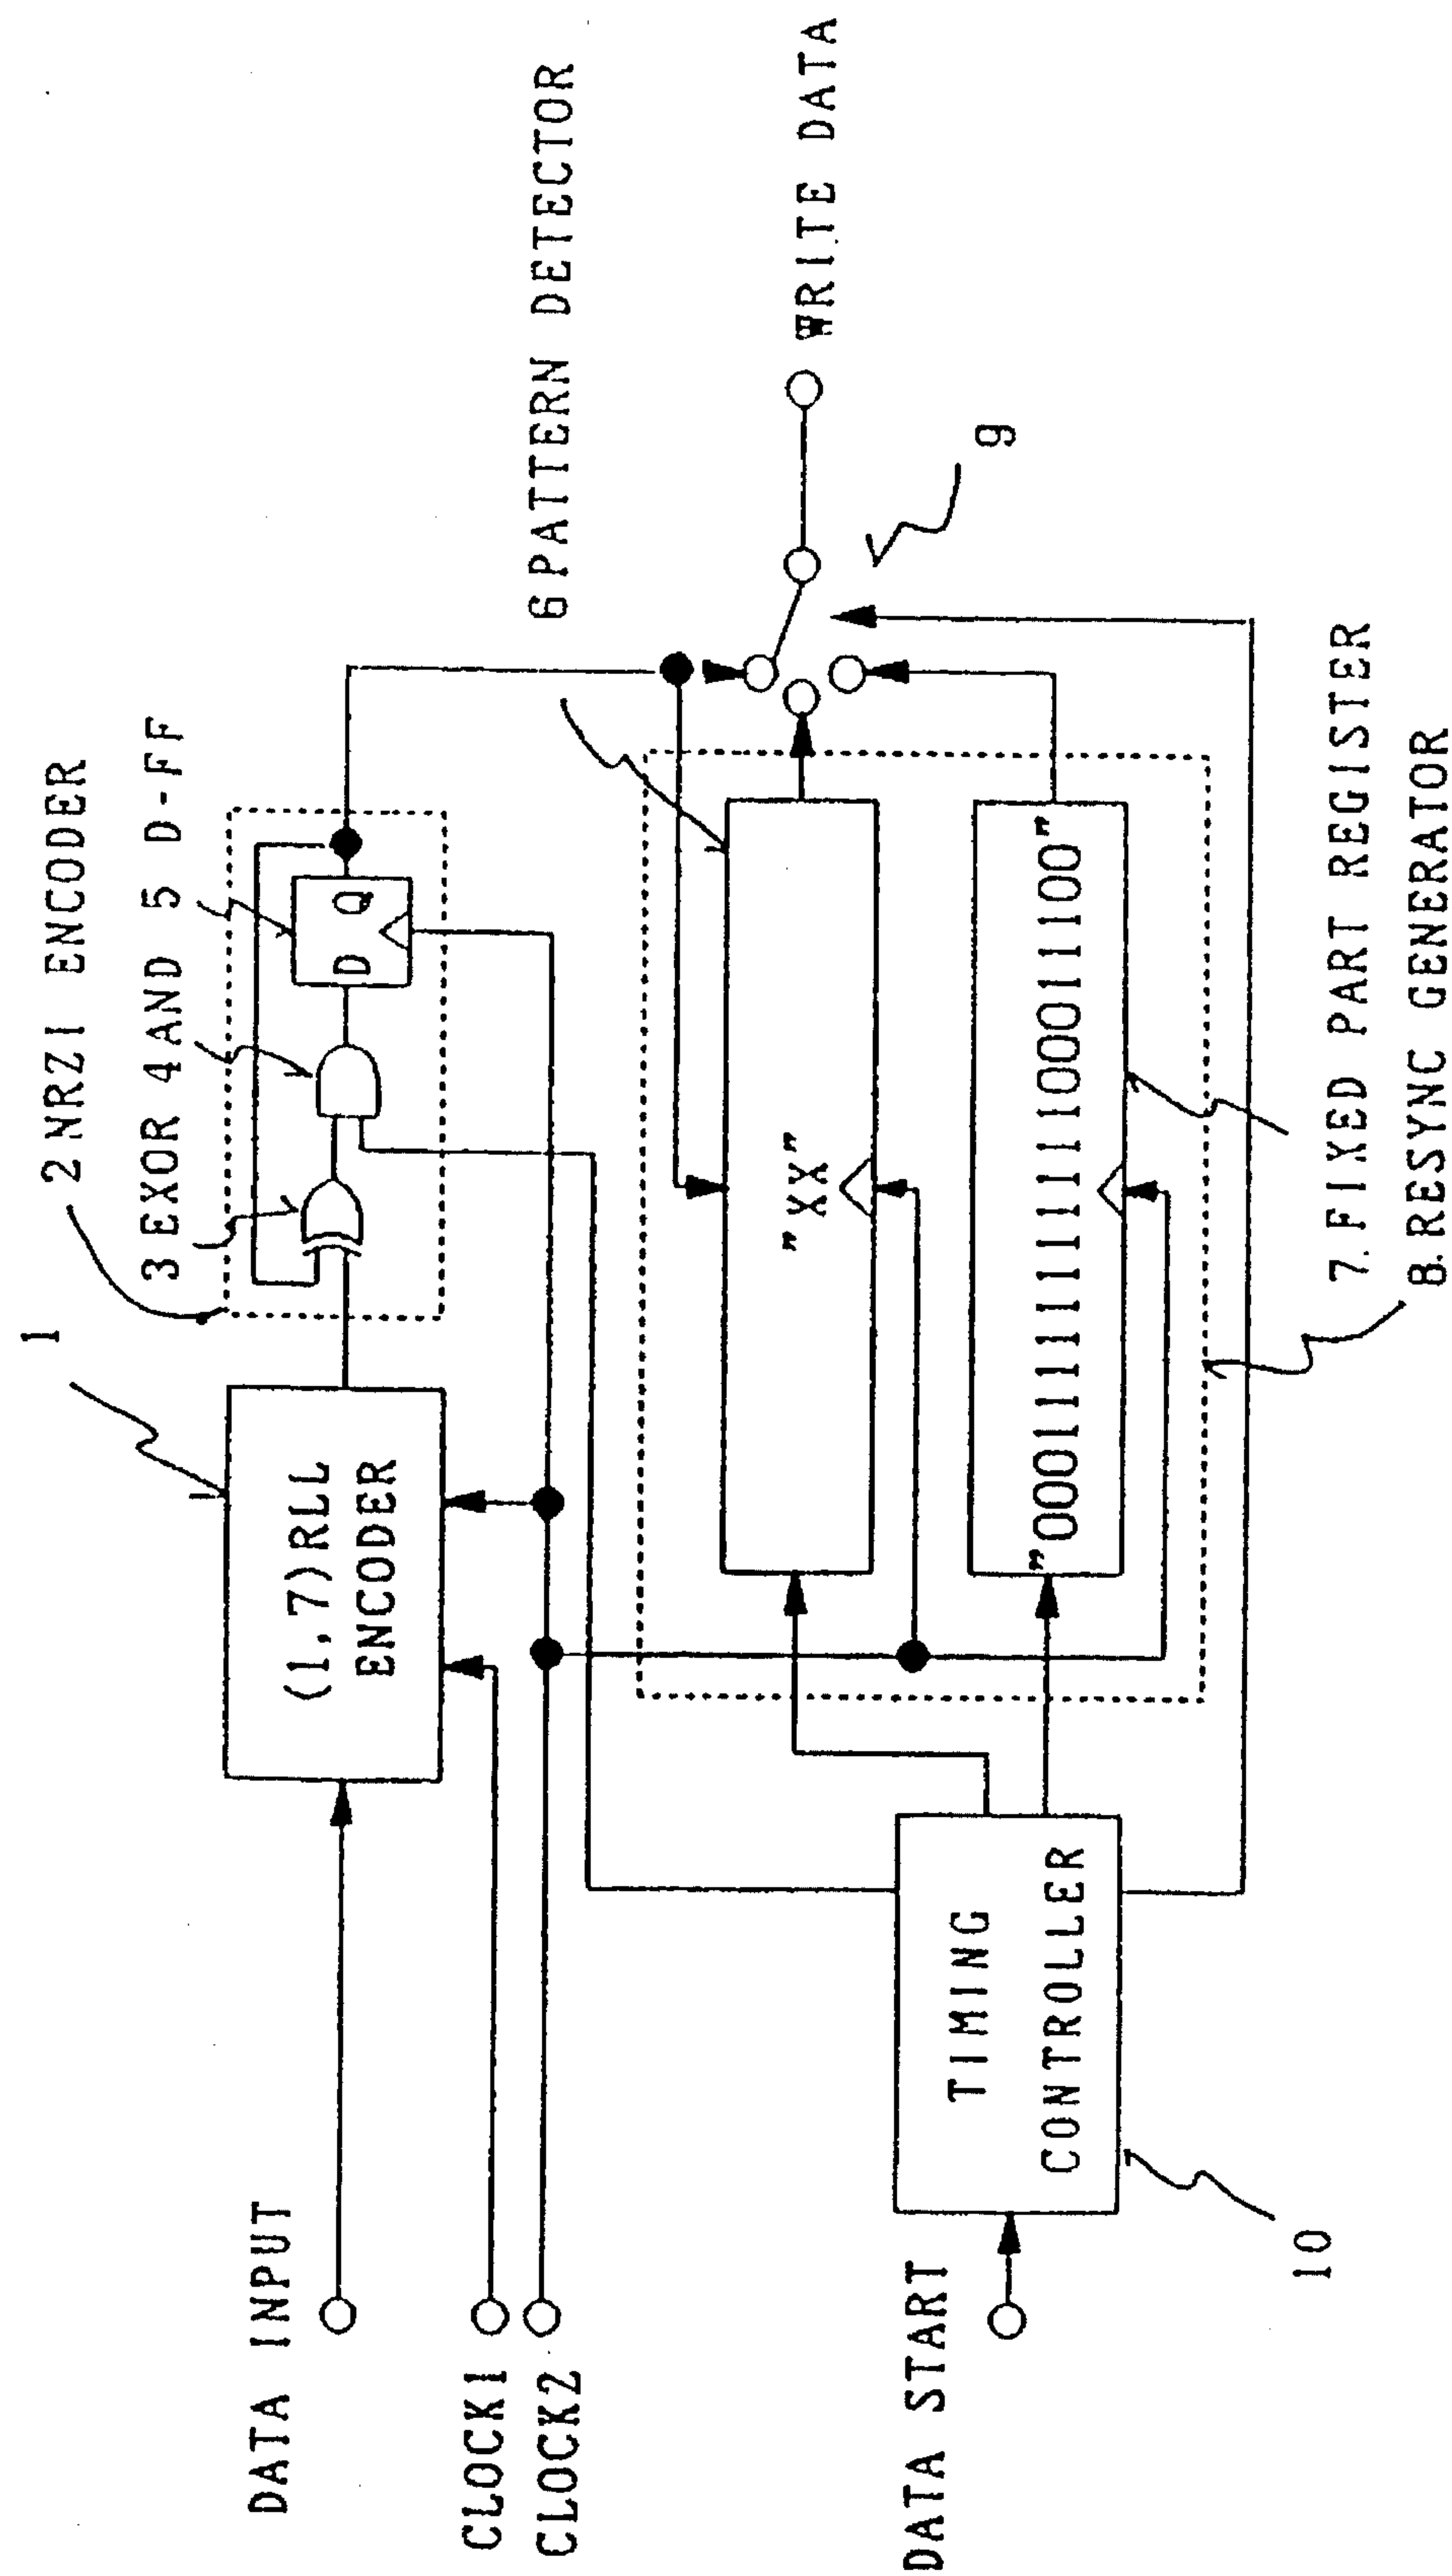 2 NRZI ENCODER
3 EXOR 4 AND 5 D-FF
1
DATA INPUT
(1,7)RLL
ENCODER
D Q
CLOCK1
CLOCK2
6 PATTERN DETECTOR
"XX"
WRITE DATA
9
DATA START
TIMING
CONTROLLER
"0001111111111100011100"
10
7. FIXED PART REGISTER
8. RESYNC GENERATOR